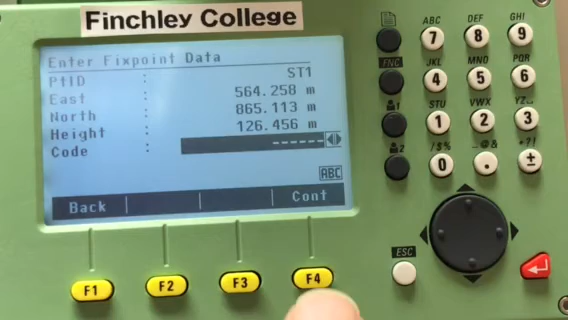 Finchley College
Enter Fixpoint Data
PtID : ST1
East : 564.258 m
North : 865.113 m
Height : 126.456 m
Code : ------
ABC
Back Cont
F1 F2 F3 F4
ESC
FNC
1
2
ABC DEF GHI
7 8 9
JKL MNO PQR
4 5 6
STU VWX YZ
1 2 3
/$% _@& *?!
0 . ±